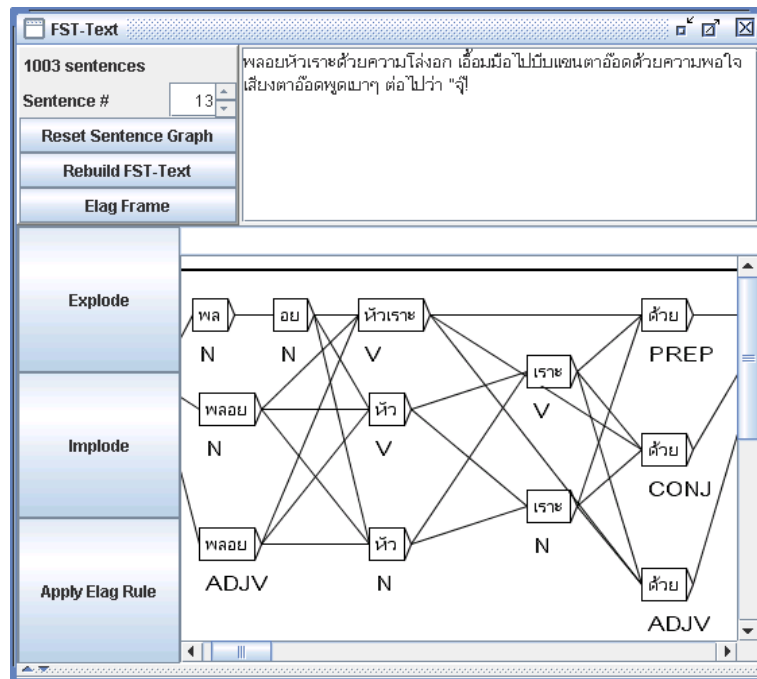 FST-Text
1003 sentences
Sentence # 13
Reset Sentence Graph
Rebuild FST-Text
Elag Frame
พลอยหัวเราะด้วยความโล่งอก เอื้อมมือไปบีบแขนตาอ๊อดด้วยความพอใจ
เสียงตาอ๊อดพูดเบาๆ ต่อไปว่า "จุ๊!
Explode
Implode
Apply Elag Rule
พล อย หัวเราะ ด้วย
N N V PREP
เราะ
V
พลอย หัว
N V
ด้วย
CONJ
เราะ
N
พลอย หัว
ADJV N
ด้วย
ADJV